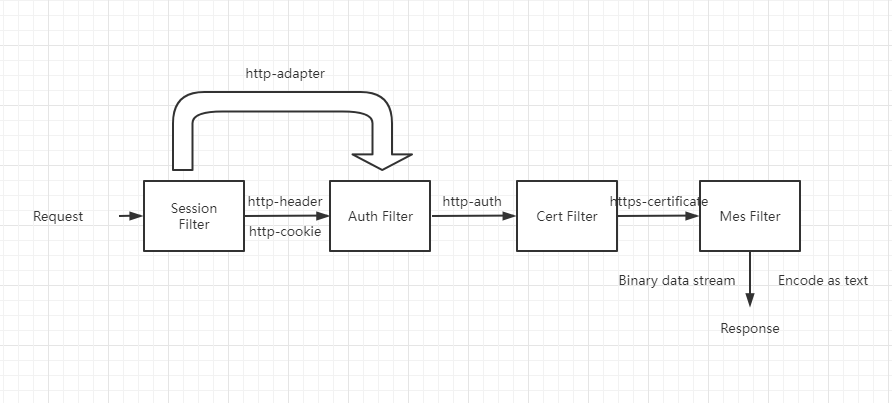 http-adapter
Request
Session
Filter
http-header
http-cookie
Auth Filter
http-auth
Cert Filter
https-certificate
Mes Filter
Binary data stream
Encode as text
Response